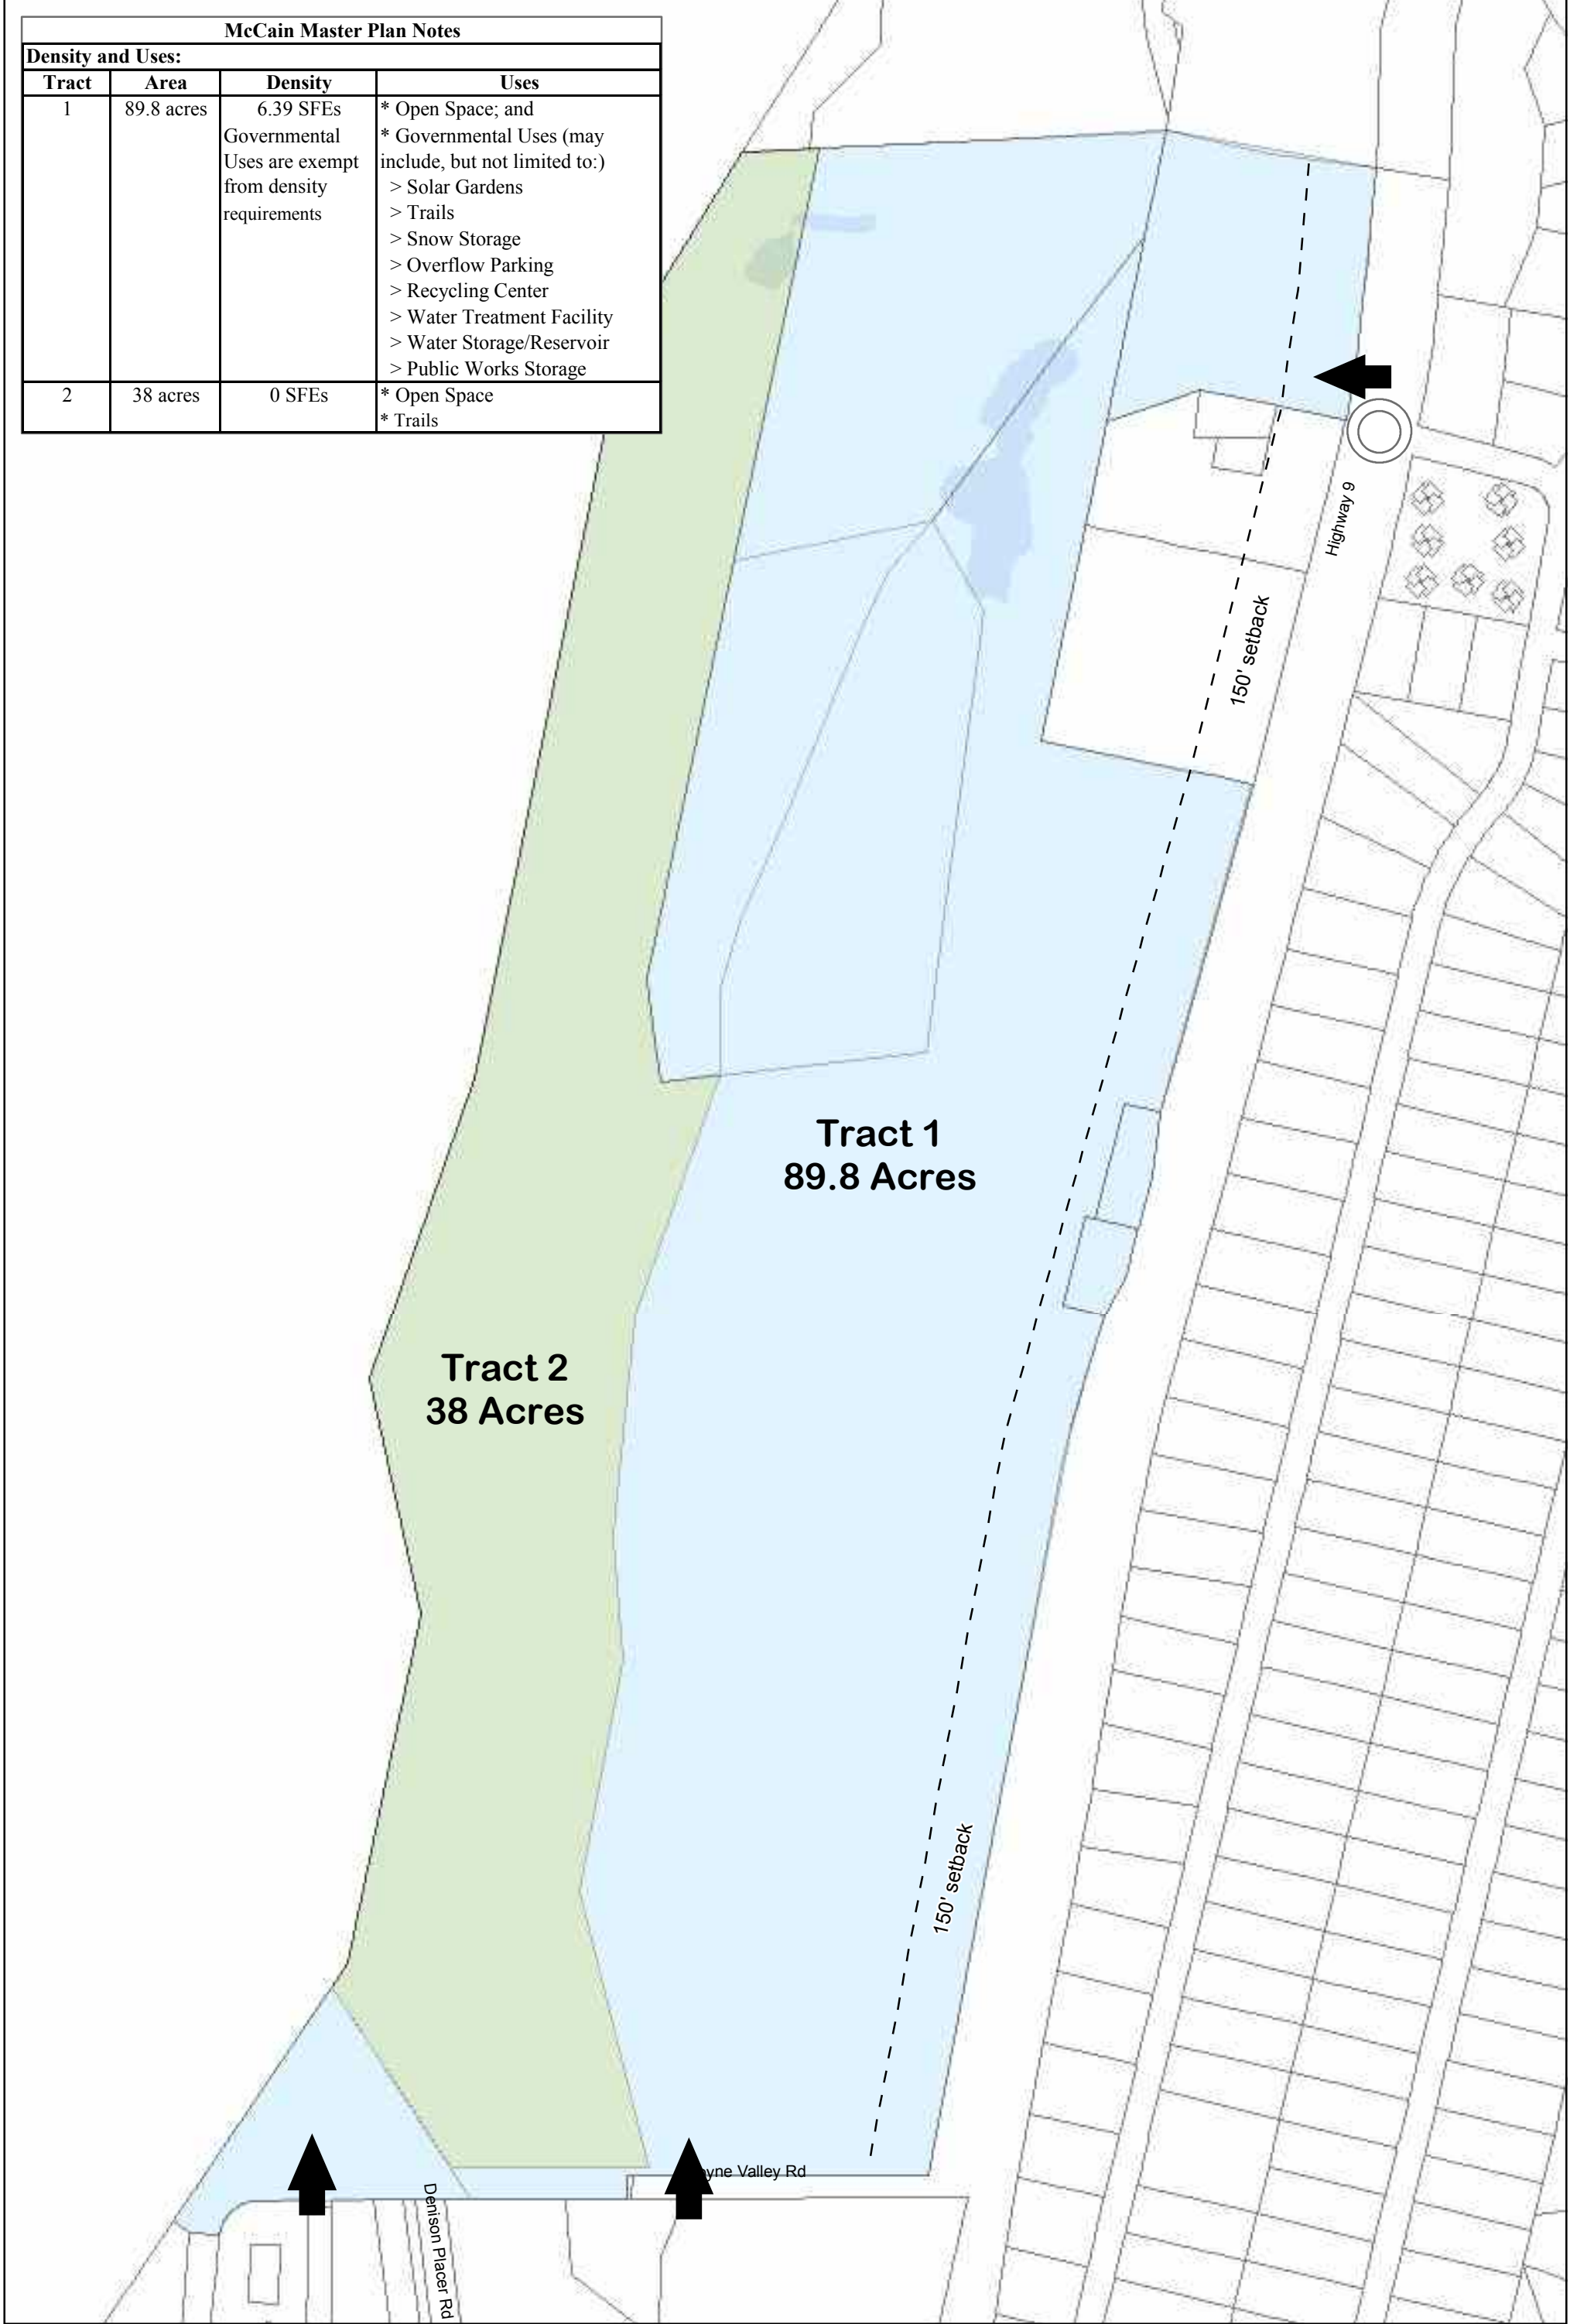 McCain Master Plan Notes
Density and Uses:
Tract Area Density Uses
1 89.8 acres 6.39 SFEs * Open Space; and
Governmental * Governmental Uses (may
Uses are exempt include, but not limited to:)
from density > Solar Gardens
requirements > Trails
> Snow Storage
> Overflow Parking
> Recycling Center
> Water Treatment Facility
> Water Storage/Reservoir
> Public Works Storage
2 38 acres 0 SFEs * Open Space
* Trails
Highway 9
150' setback
Tract 1
89.8 Acres
Tract 2
38 Acres
150' setback
Valley Rd
Denison Placer Rd